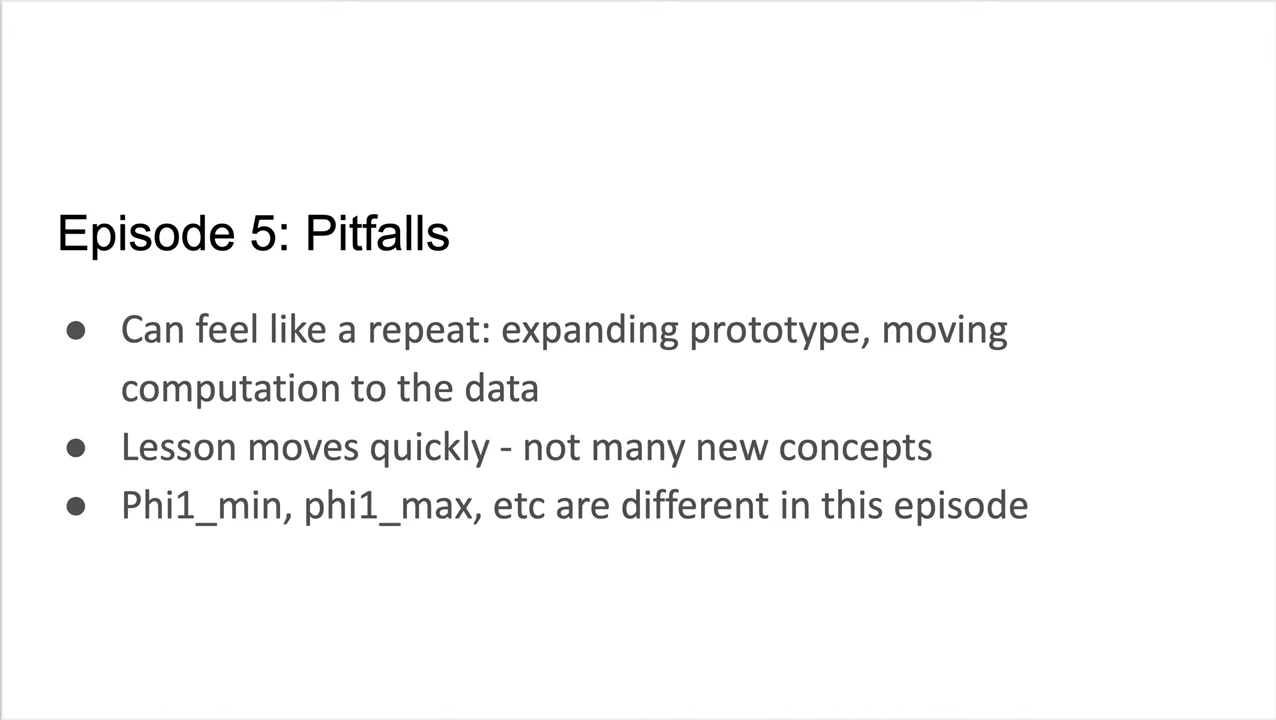 Episode 5: Pitfalls
● Can feel like a repeat: expanding prototype, moving
computation to the data
● Lesson moves quickly - not many new concepts
● Phi1_min, phi1_max, etc are different in this episode